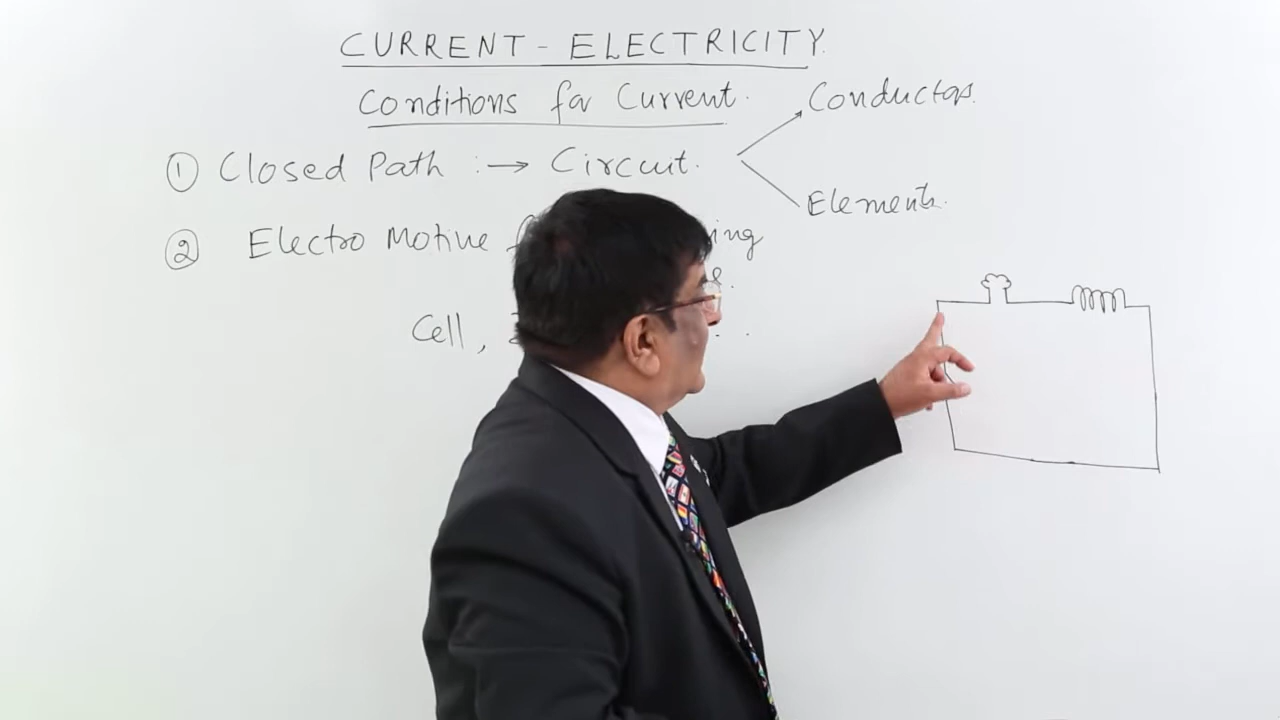 CURRENT - ELECTRICITY.
Conditions for Current.
Conductors.
① Closed Path :→ Circuit.
Elements.
② Electro Motive
Cell,